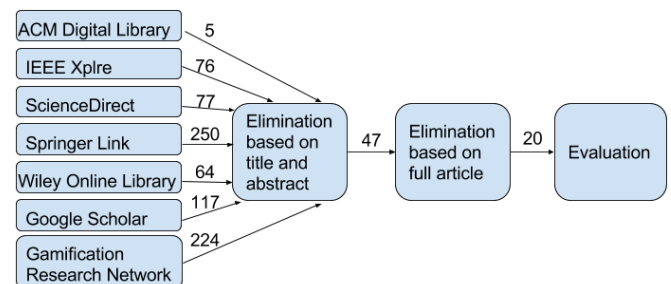 ACM Digital Library
5
IEEE Xplre
76
ScienceDirect
77
Springer Link
250
Wiley Online Library
64
Google Scholar
117
Gamification
Research Network
224
Elimination
based on
title and
abstract
47
Elimination
based on
full article
20
Evaluation